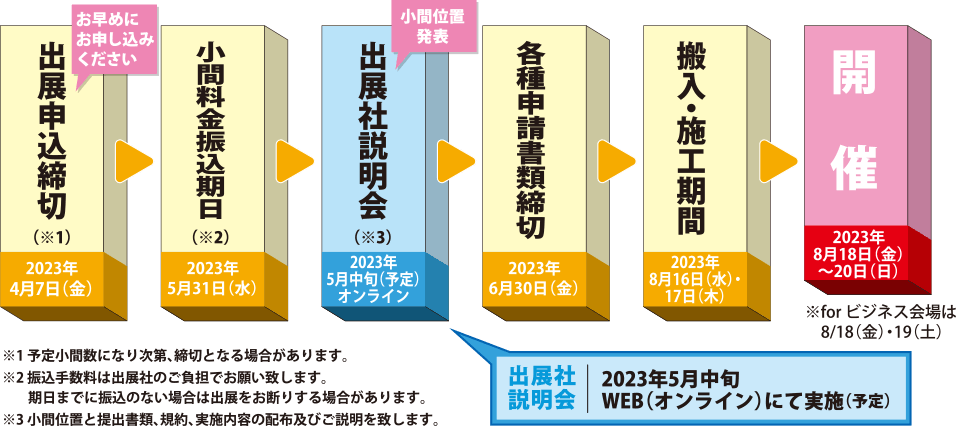 お早めに
お申し込み
ください
出展申込締切
（※1）
2023年
4月7日（金）
小間料金振込期日
（※2）
2023年
5月31日（水）
小間位置
発表
出展社説明会
（※3）
2023年
5月中旬（予定）
オンライン
各種申請書類締切
2023年
6月30日（金）
搬入・施工期間
2023年
8月16日（水）・
17日（木）
開催
2023年
8月18日（金）
〜20日（日）
※for ビジネス会場は
8/18（金）・19（土）
※1 予定小間数になり次第、締切となる場合があります。
※2 振込手数料は出展社のご負担でお願い致します。
期日までに振込のない場合は出展をお断りする場合があります。
※3 小間位置と提出書類、規約、実施内容の配布及びご説明を致します。
出展社
説明会
2023年5月中旬
WEB（オンライン）にて実施（予定）